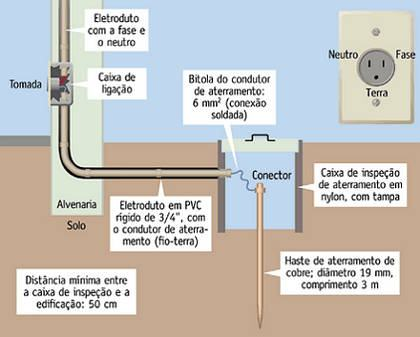 Eletroduto
com a fase e
o neutro
Tomada
Caixa de
ligação
Bitola do condutor
de aterramento:
6 mm² (conexão
soldada)
Neutro
Fase
Terra
Conector
Caixa de inspeção
de aterramento em
nylon, com tampa
Eletroduto em PVC
rígido de 3/4", com
o condutor de aterra-
mento (fio-terra)
Alvenaria
Solo
Haste de aterramento de
cobre; diâmetro 19 mm,
comprimento 3 m
Distância mínima entre
a caixa de inspeção e a
edificação: 50 cm